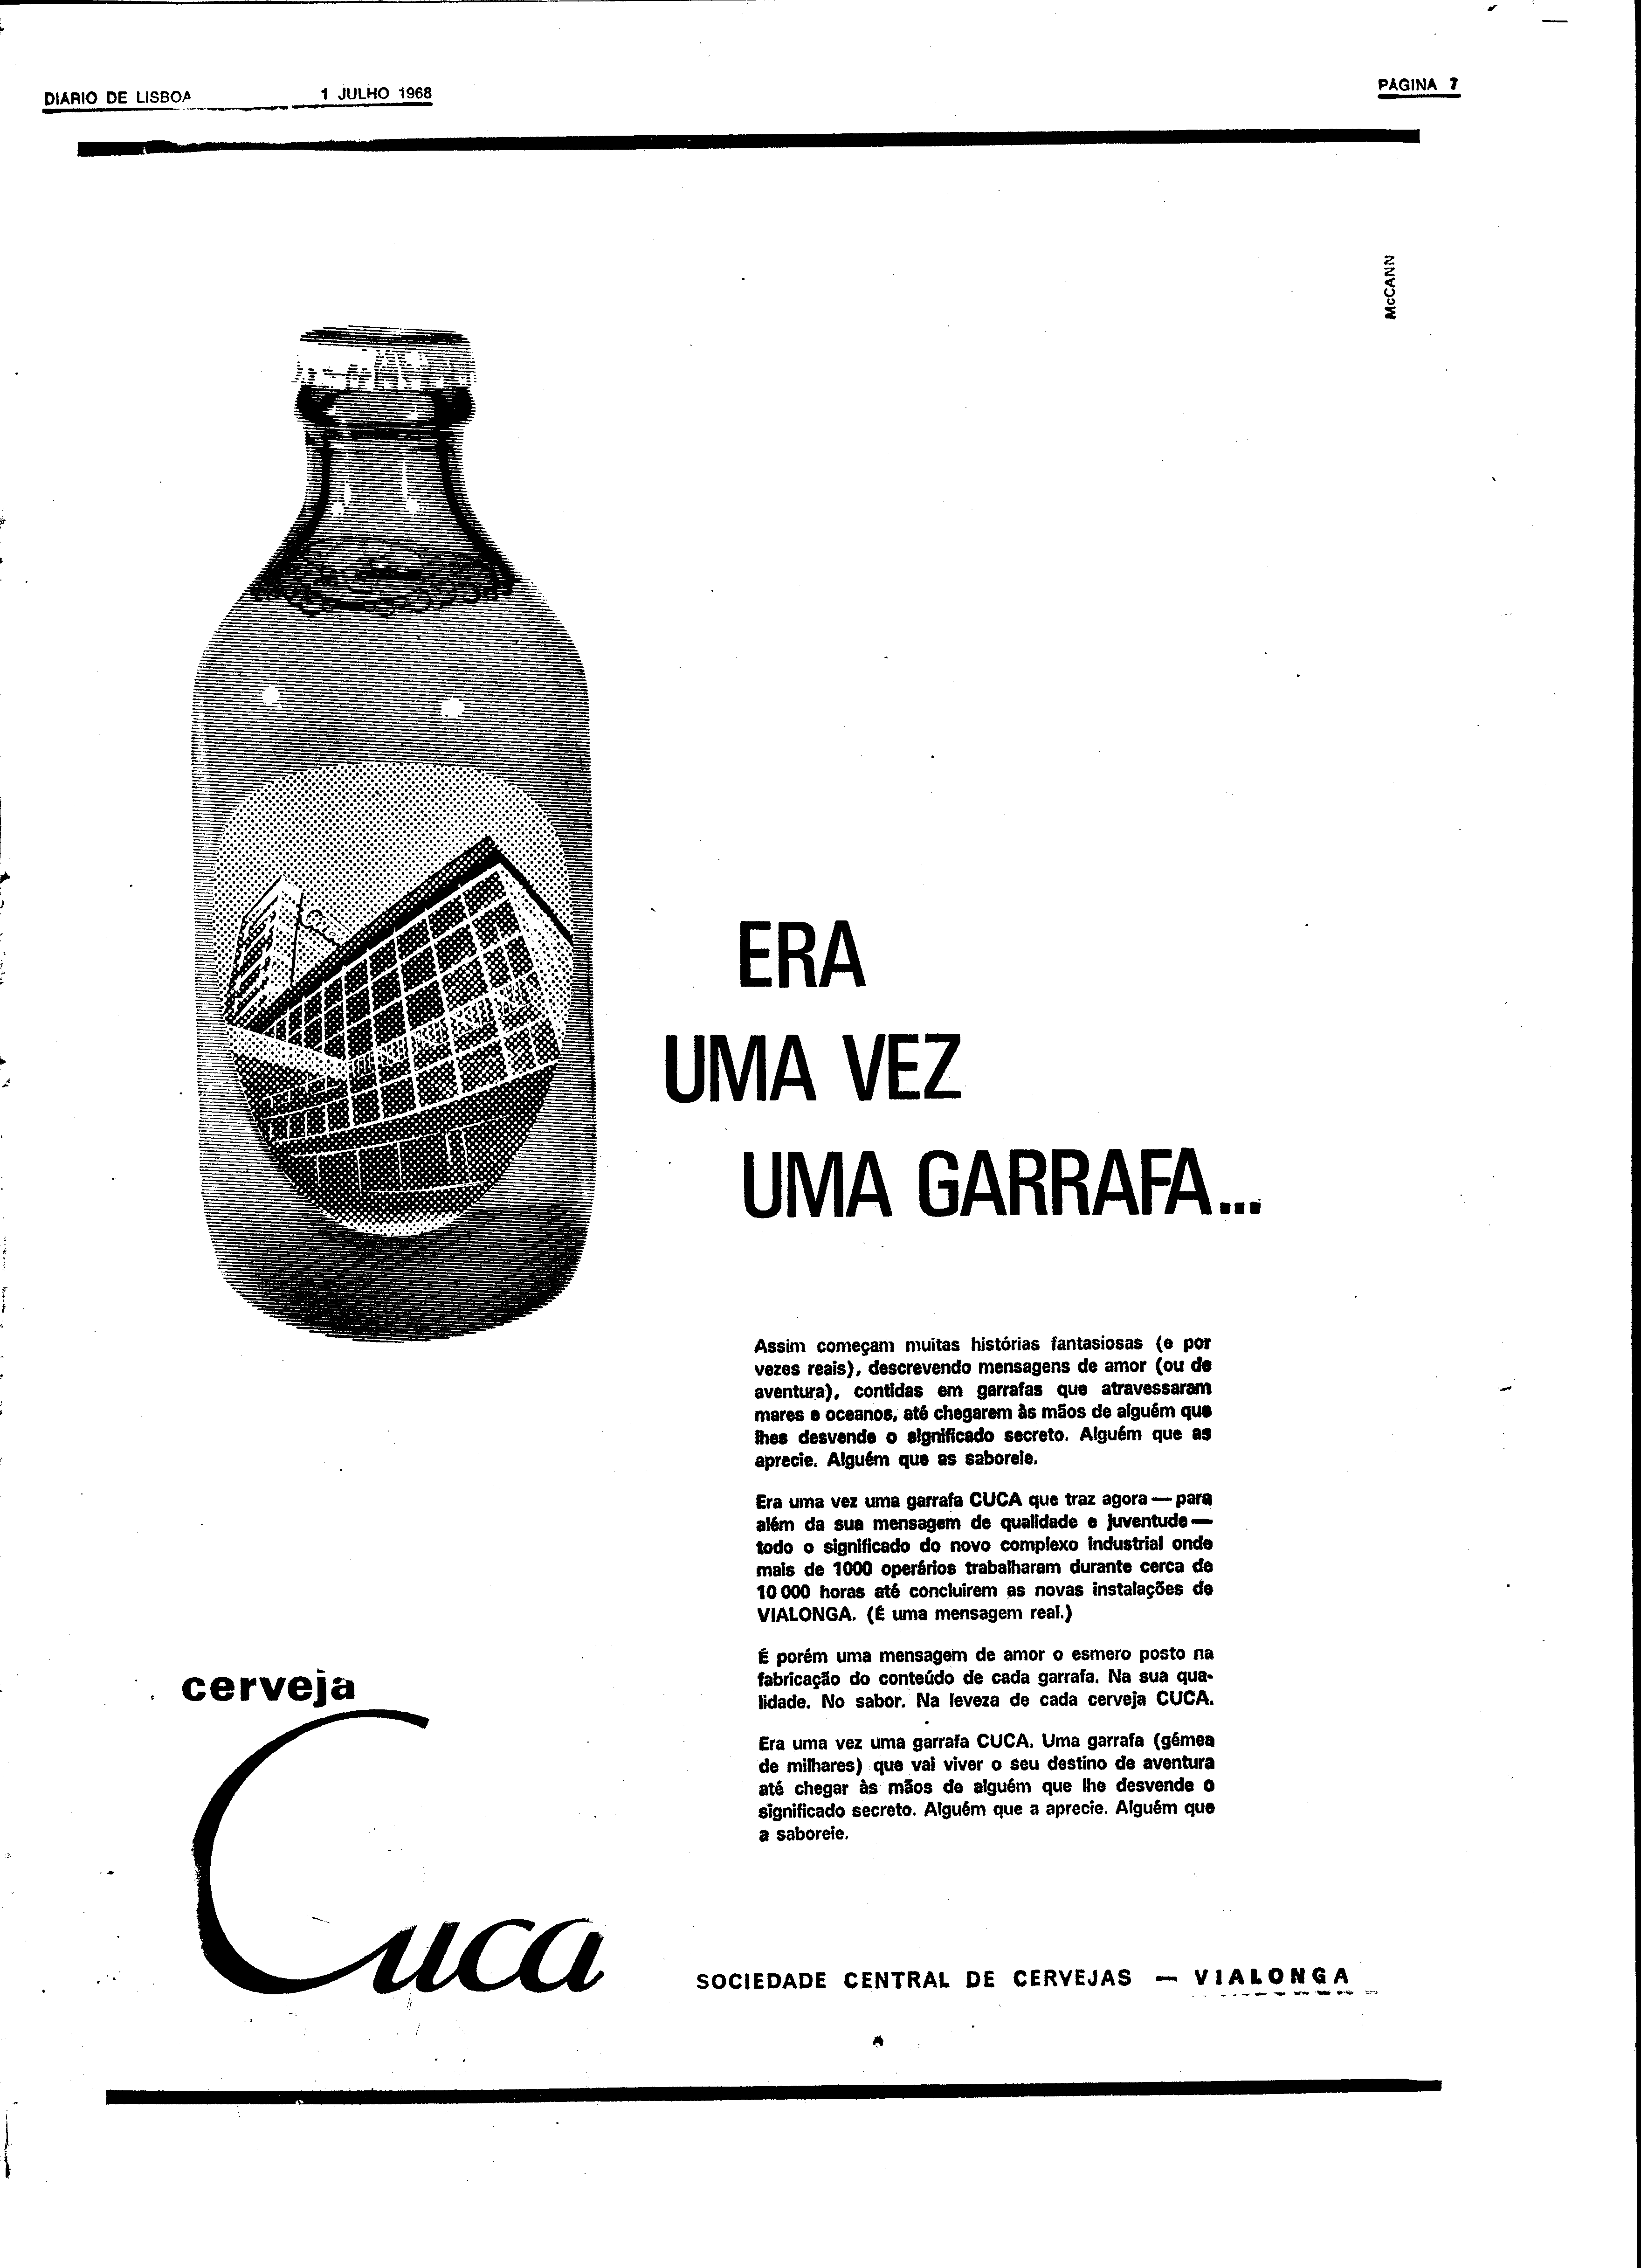 DIARIO DE LISBOA 1 JULHO 1968 PÁGINA 7
McCANN
ERA
UMA VEZ
UMA GARRAFA...
Assim começam muitas histórias fantasiosas (e por
vezes reais), descrevendo mensagens de amor (ou de
aventura), contidas em garrafas que atravessaram
mares e oceanos, até chegarem às mãos de alguém que
lhes desvende o significado secreto. Alguém que as
aprecie. Alguém que as saboreie.
Era uma vez uma garrafa CUCA que traz agora — para
além da sua mensagem de qualidade e juventude —
todo o significado do novo complexo industrial onde
mais de 1000 operários trabalharam durante cerca de
10 000 horas até concluirem as novas instalações de
VIALONGA. (É uma mensagem real.)
É porém uma mensagem de amor o esmero posto na
fabricação do conteúdo de cada garrafa. Na sua qua-
lidade. No sabor. Na leveza de cada cerveja CUCA.
Era uma vez uma garrafa CUCA. Uma garrafa (gémea
de milhares) que vai viver o seu destino de aventura
até chegar às mãos de alguém que lhe desvende o
significado secreto. Alguém que a aprecie. Alguém que
a saboreie.
cerveja
Cuca
SOCIEDADE CENTRAL DE CERVEJAS — VIALONGA